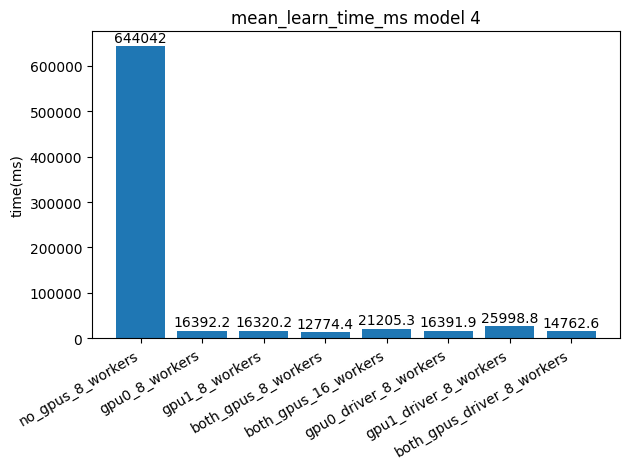 mean_learn_time_ms model 4
time(ms)
600000
500000
400000
300000
200000
100000
0
644042
16392.2
16320.2
12774.4
21205.3
16391.9
25998.8
14762.6
no_gpus_8_workers
gpu0_8_workers
gpu1_8_workers
both_gpus_8_workers
both_gpus_16_workers
gpu0_driver_8_workers
gpu1_driver_8_workers
both_gpus_driver_8_workers